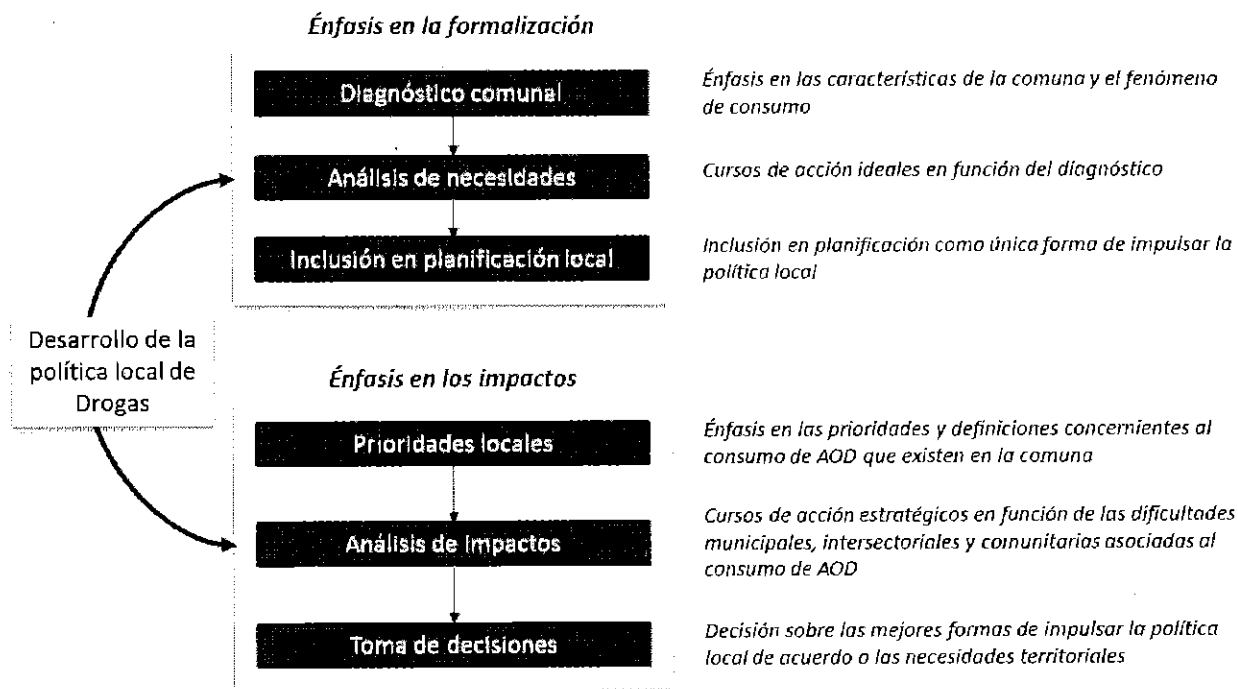 Énfasis en la formalización
Diagnóstico comunal
Énfasis en las características de la comuna y el fenómeno
de consumo
Análisis de necesidades
Cursos de acción ideales en función del diagnóstico
Inclusión en planificación local
Inclusión en planificación como única forma de impulsar la
política local
Desarrollo de la
política local de
Drogas
Énfasis en los impactos
Prioridades locales
Énfasis en las prioridades y definiciones concernientes al
consumo de AOD que existen en la comuna
Análisis de impactos
Cursos de acción estratégicos en función de las dificultades
municipales, intersectoriales y comunitarias asociadas al
consumo de AOD
Toma de decisiones
Decisión sobre las mejores formas de impulsar la política
local de acuerdo a las necesidades territoriales